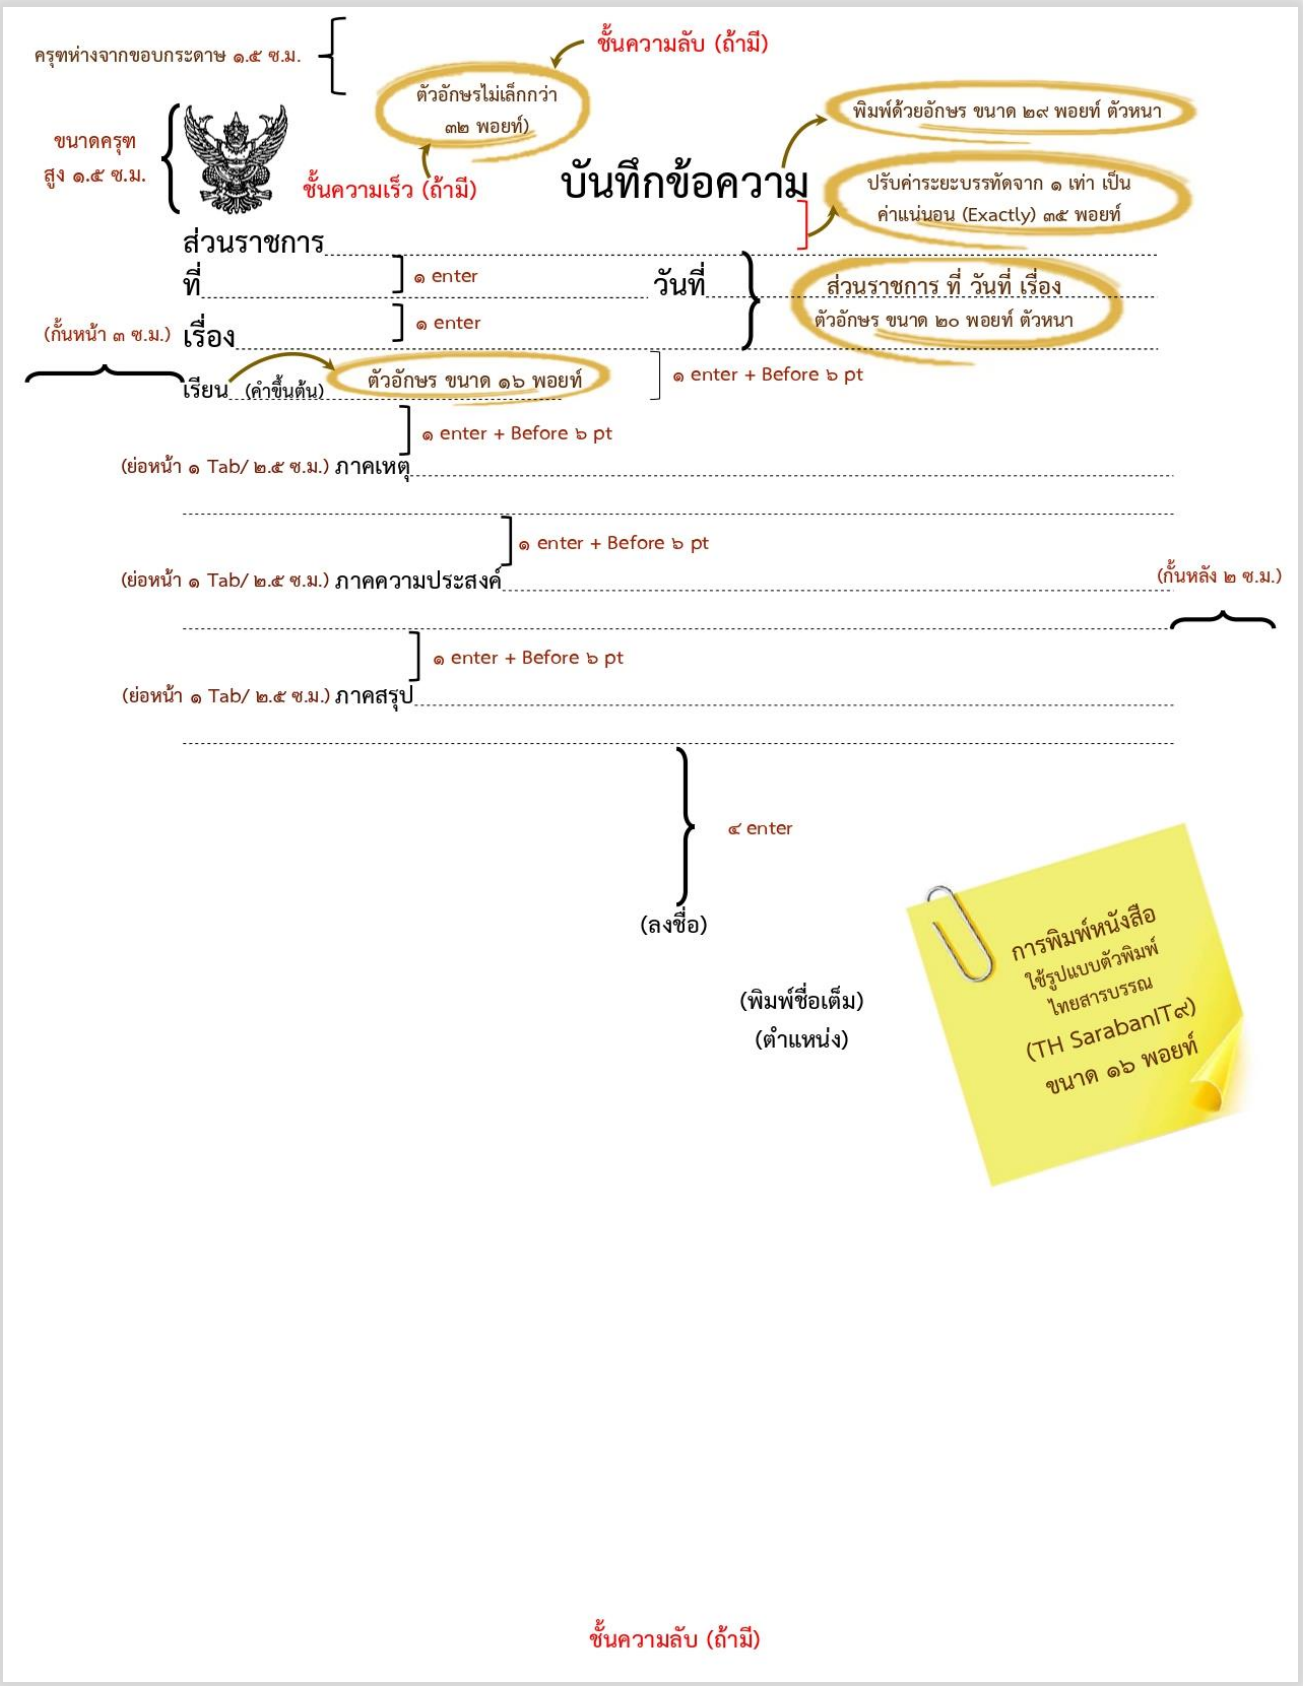 ครุฑห่างจากขอบกระดาษ ๑.๕ ซ.ม.
ชั้นความลับ (ถ้ามี)
ตัวอักษรไม่เล็กกว่า
๓๒ พอยท์)
พิมพ์ด้วยอักษร ขนาด ๒๙ พอยท์ ตัวหนา
ขนาดครุฑ
สูง ๑.๕ ซ.ม.
ชั้นความเร็ว (ถ้ามี)
บันทึกข้อความ
ปรับค่าระยะบรรทัดจาก ๑ เท่า เป็น
ค่าแน่นอน (Exactly) ๓๕ พอยท์
ส่วนราชการ
ที่
๑ enter
วันที่
ส่วนราชการ ที่ วันที่ เรื่อง
ตัวอักษร ขนาด ๒๐ พอยท์ ตัวหนา
(กั้นหน้า ๓ ซ.ม.)
เรื่อง
๑ enter
เรียน (คำขึ้นต้น)
ตัวอักษร ขนาด ๑๖ พอยท์
๑ enter + Before ๖ pt
๑ enter + Before ๖ pt
(ย่อหน้า ๑ Tab/ ๒.๕ ซ.ม.) ภาคเหตุ
๑ enter + Before ๖ pt
(ย่อหน้า ๑ Tab/ ๒.๕ ซ.ม.) ภาคความประสงค์
(กั้นหลัง ๒ ซ.ม.)
๑ enter + Before ๖ pt
(ย่อหน้า ๑ Tab/ ๒.๕ ซ.ม.) ภาคสรุป
๔ enter
(ลงชื่อ)
(พิมพ์ชื่อเต็ม)
(ตำแหน่ง)
การพิมพ์หนังสือ
ใช้รูปแบบตัวพิมพ์
ไทยสารบรรณ
(TH SarabanIT๙)
ขนาด ๑๖ พอยท์
ชั้นความลับ (ถ้ามี)